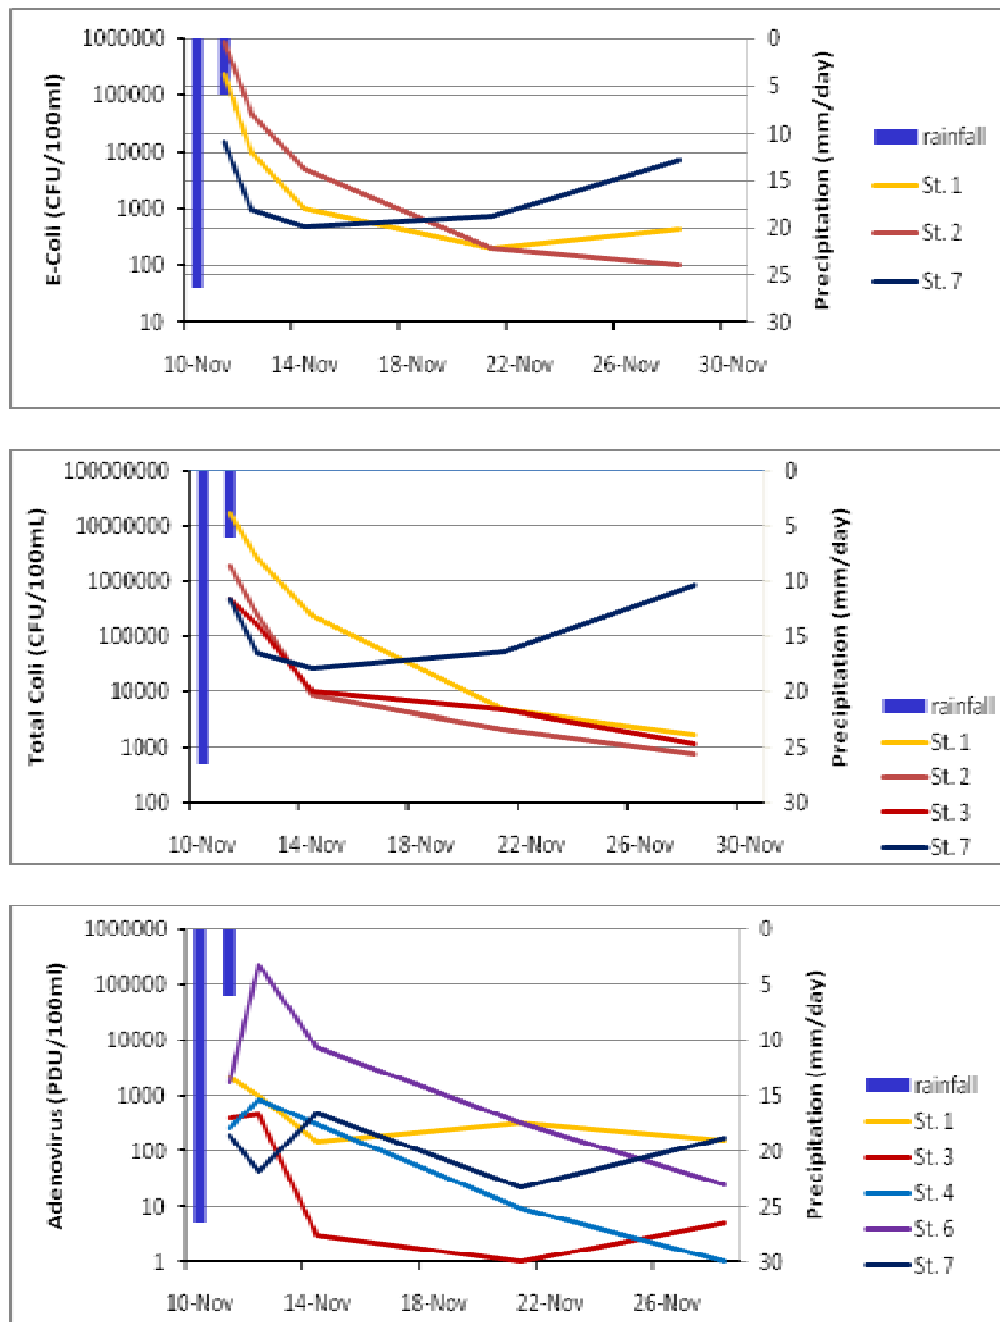 E-Coli (CFU/100ml)
1000000
100000
10000
1000
100
10
0
5
10
15
20
25
30
Precipitation (mm/day)
10-Nov 14-Nov 18-Nov 22-Nov 26-Nov 30-Nov
rainfall
St. 1
St. 2
St. 7
Total Coli (CFU/100mL)
100000000
10000000
1000000
100000
10000
1000
100
0
5
10
15
20
25
30
Precipitation (mm/day)
10-Nov 14-Nov 18-Nov 22-Nov 26-Nov 30-Nov
rainfall
St. 1
St. 2
St. 3
St. 7
Adenovirus (PDU/100ml)
1000000
100000
10000
1000
100
10
1
0
5
10
15
20
25
30
Precipitation (mm/day)
10-Nov 14-Nov 18-Nov 22-Nov 26-Nov
rainfall
St. 1
St. 3
St. 4
St. 6
St. 7